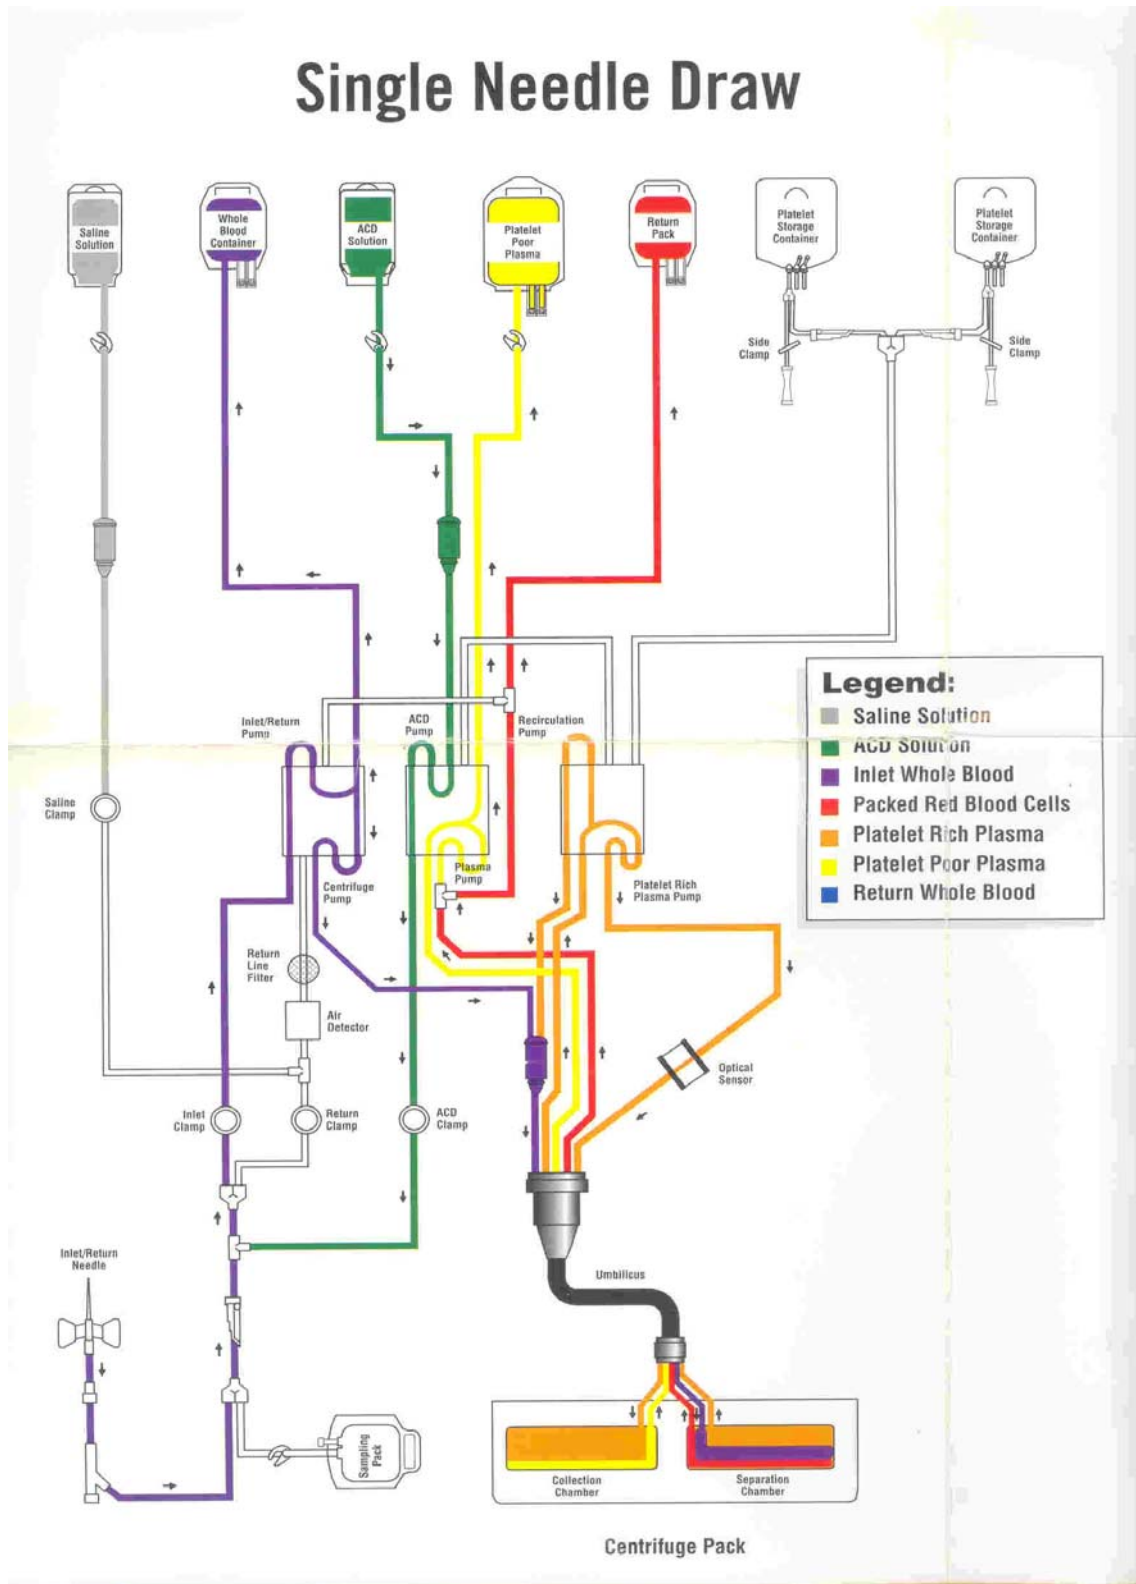 Single Needle Draw
Saline
Solution
Whole
Blood
Container
ACD
Solution
Platelet
Poor
Plasma
Return
Pack
Platelet
Storage
Container
Platelet
Storage
Container
Side
Clamp
Side
Clamp
Legend:
Saline Solution
ACD Solution
Inlet Whole Blood
Packed Red Blood Cells
Platelet Rich Plasma
Platelet Poor Plasma
Return Whole Blood
Inlet/Return
Pump
ACD
Pump
Recirculation
Pump
Saline
Clamp
Centrifuge
Pump
Plasma
Pump
Platelet Rich
Plasma Pump
Return
Line
Filter
Air
Detector
Optical
Sensor
Inlet
Clamp
Return
Clamp
ACD
Clamp
Inlet/Return
Needle
Umbilicus
Sampling
Pack
Collection
Chamber
Separation
Chamber
Centrifuge Pack